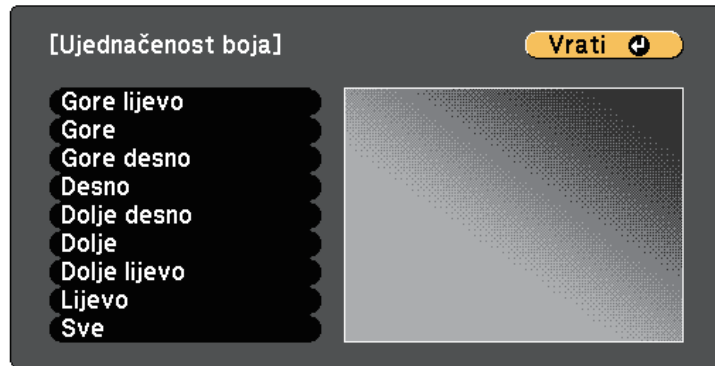 [Ujednačenost boja]
Vrati
Gore lijevo
Gore
Gore desno
Desno
Dolje desno
Dolje
Dolje lijevo
Lijevo
Sve